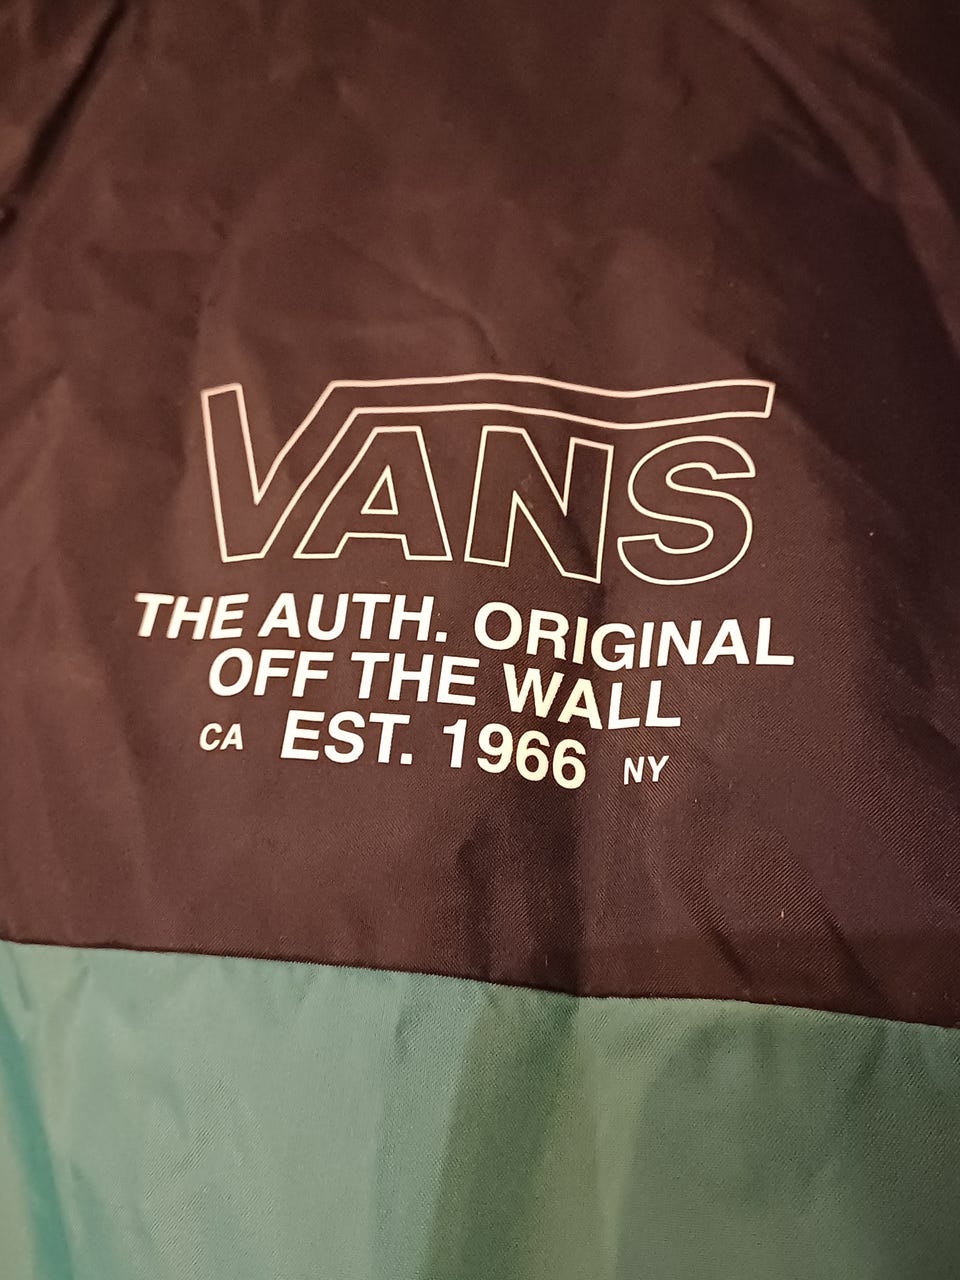 VANS
THE AUTH. ORIGINAL
OFF THE WALL
CA EST. 1966 NY